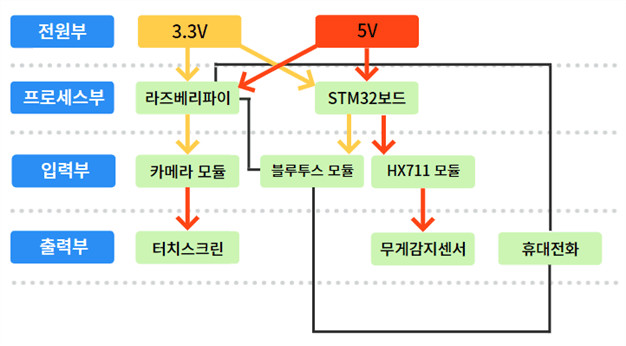 전원부
3.3V
5V
프로세스부
라즈베리파이
STM32보드
입력부
카메라 모듈
블루투스 모듈
HX711 모듈
출력부
터치스크린
무게감지센서
휴대전화